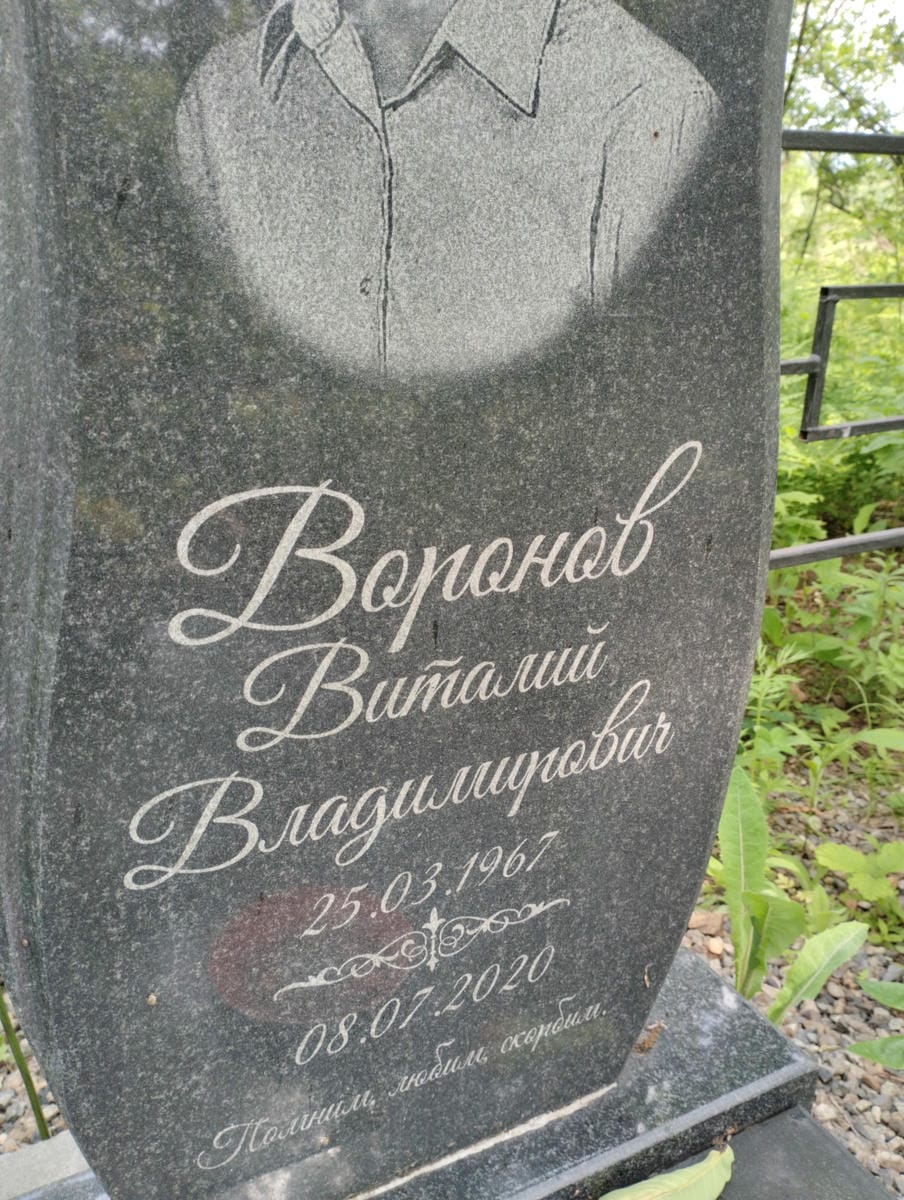 Воронов
Виталий
Владимирович
25.03.1967
08.07.2020
Помним, любим, скорбим.